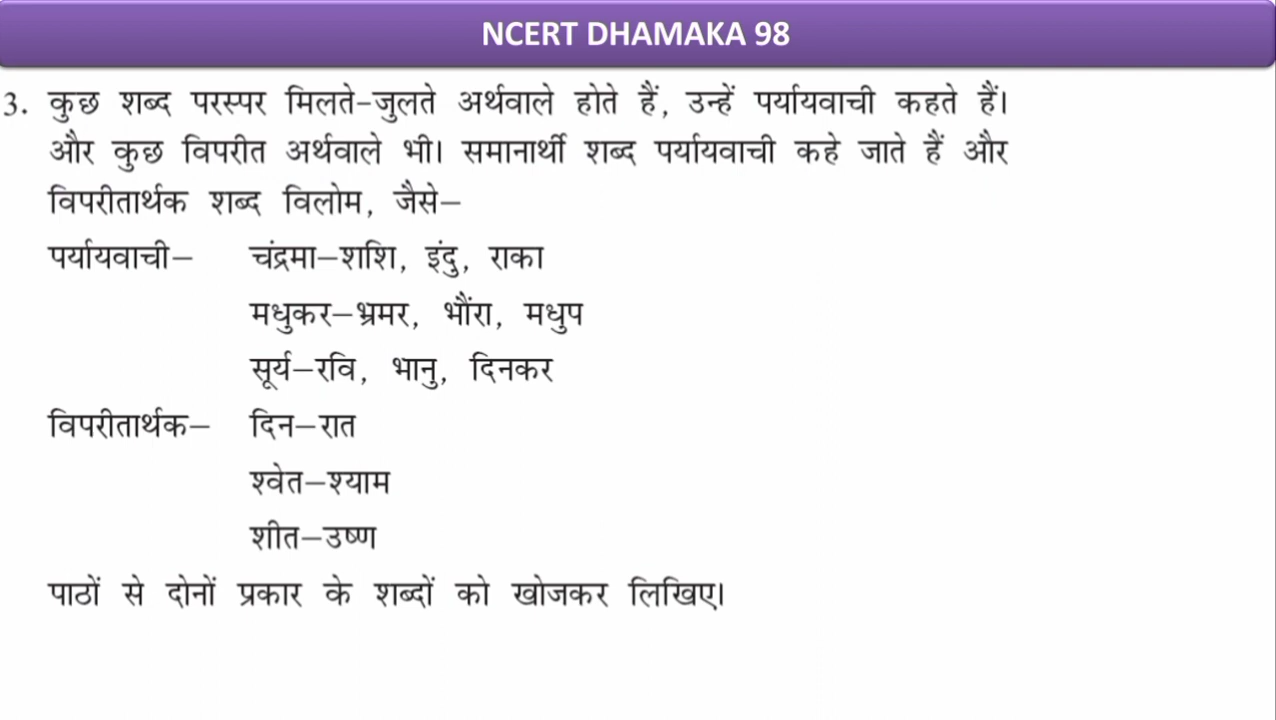 NCERT DHAMAKA 98
3. कुछ शब्द परस्पर मिलते-जुलते अर्थवाले होते हैं, उन्हें पर्यायवाची कहते हैं।
और कुछ विपरीत अर्थवाले भी। समानार्थी शब्द पर्यायवाची कहे जाते हैं और
विपरीतार्थक शब्द विलोम, जैसे–
पर्यायवाची– चंद्रमा–शशि, इंदु, राका
मधुकर–भ्रमर, भौंरा, मधुप
सूर्य–रवि, भानु, दिनकर
विपरीतार्थक– दिन–रात
श्वेत–श्याम
शीत–उष्ण
पाठों से दोनों प्रकार के शब्दों को खोजकर लिखिए।